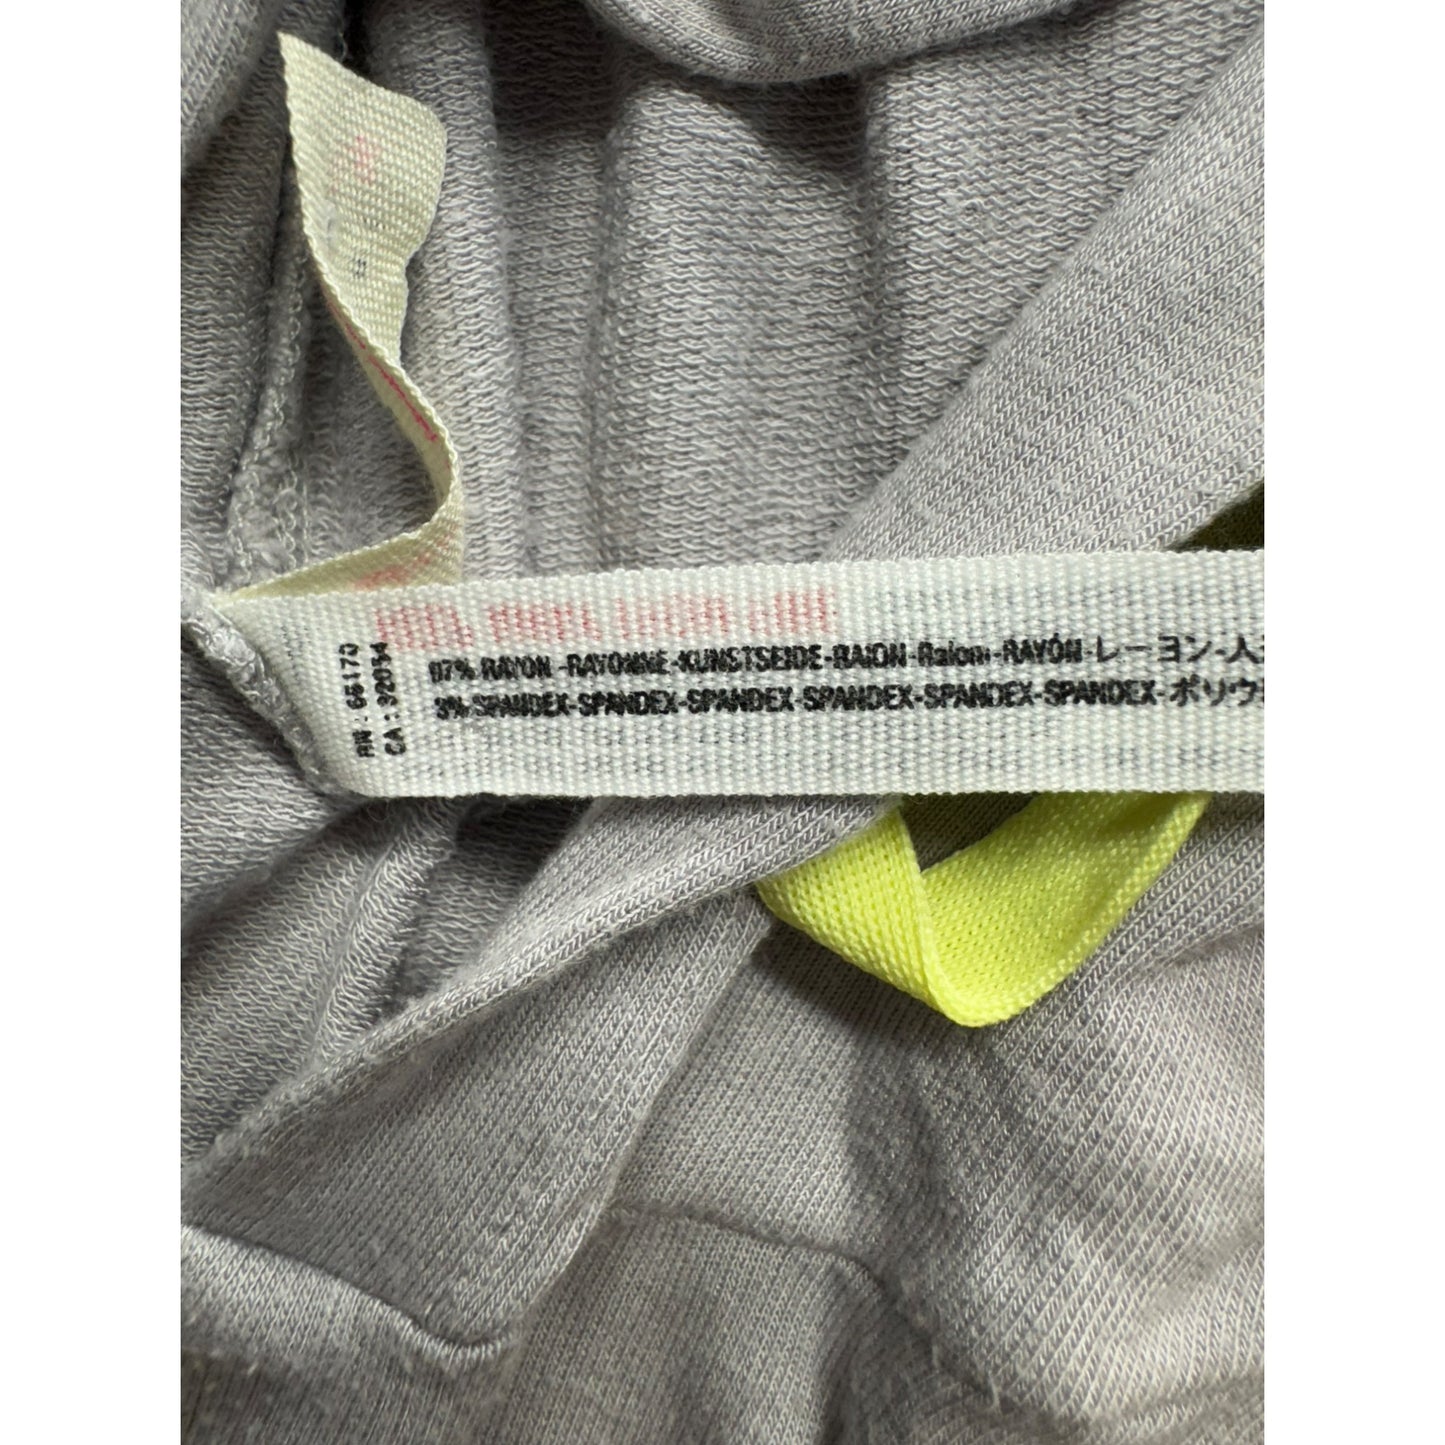 RN : 66170
CA : 32054
97% RAYON -RAYONNE-KUNSTSEIDE-RAION-Raion-RAYÓN-レーヨン-人
3% SPANDEX-SPANDEX-SPANDEX-SPANDEX-SPANDEX-SPANDEX-ポリウ